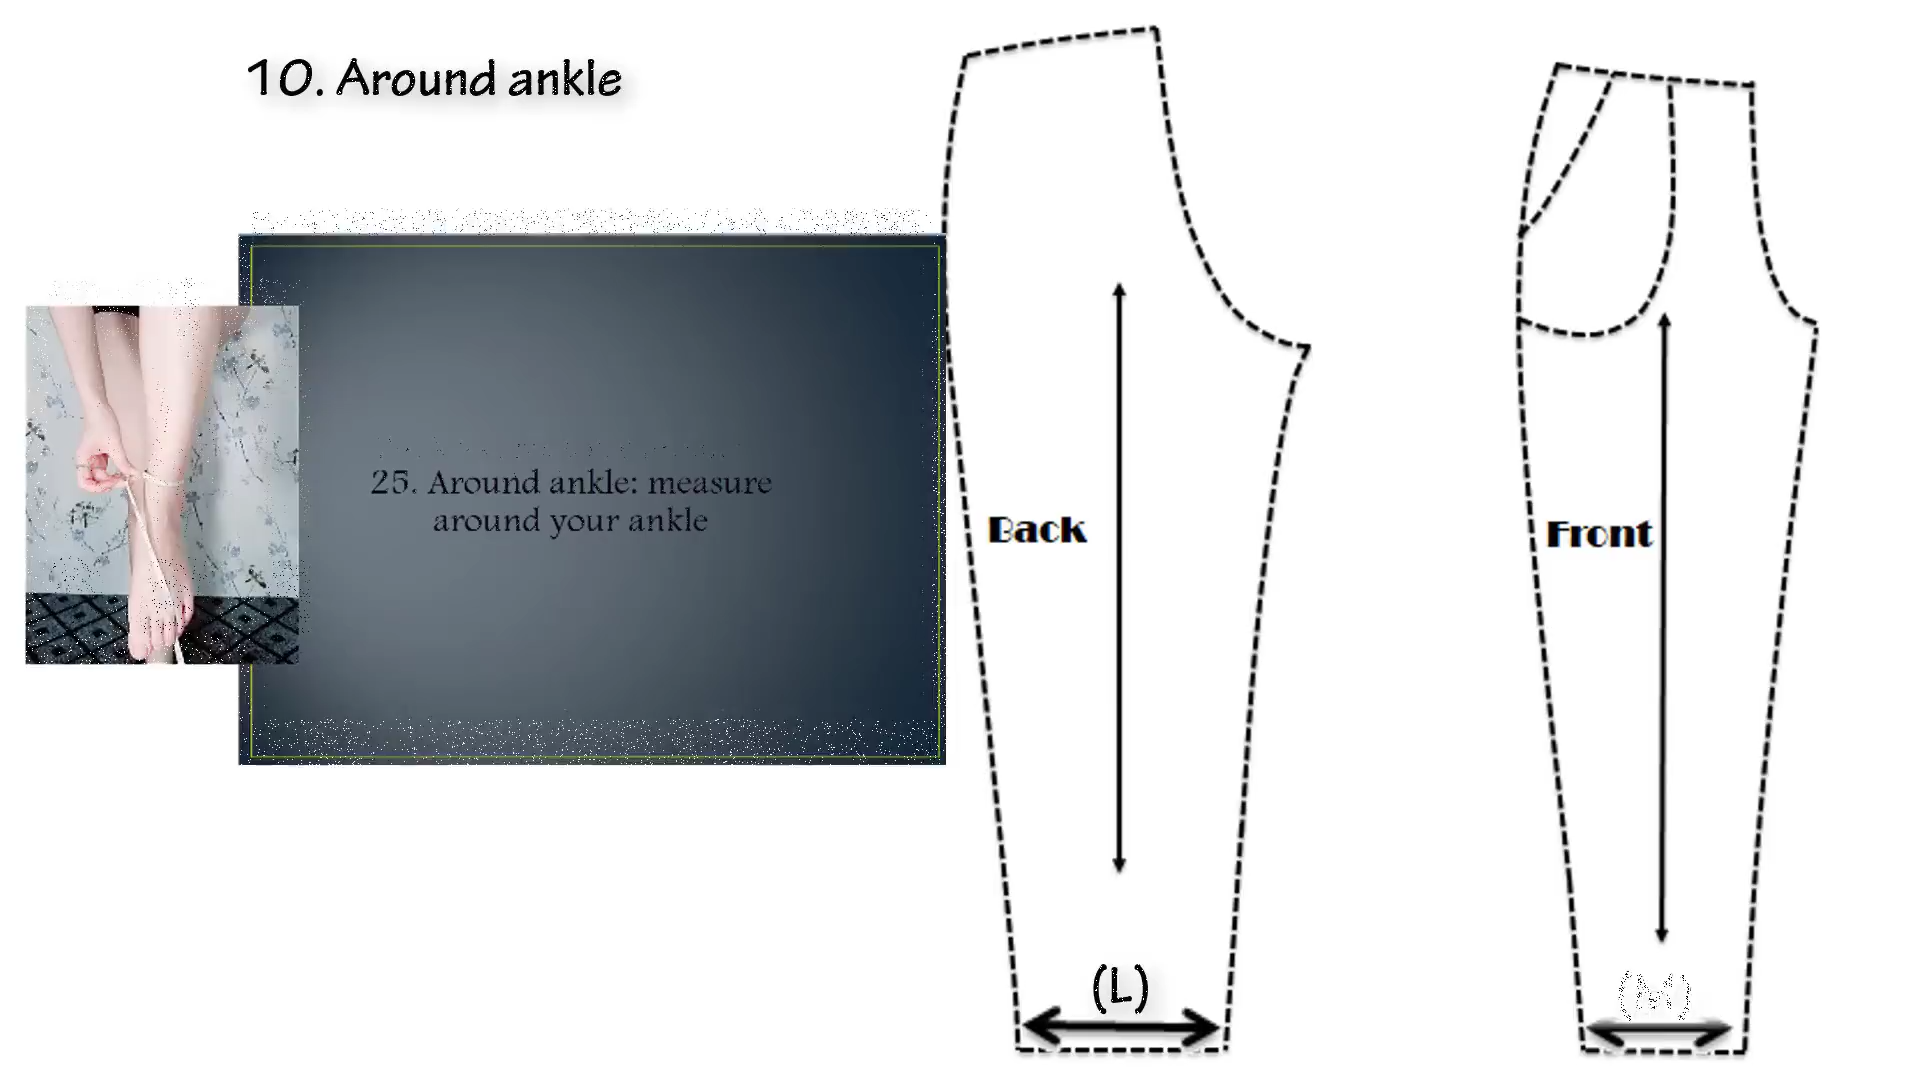 10. Around ankle
25. Around ankle: measure
around your ankle
Back
Front
(L)
(M)